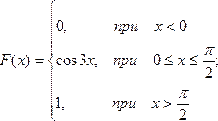 F(x) = { 0, при x < 0
cos 3x, при 0 ≤ x ≤ π/2;
1, при x > π/2